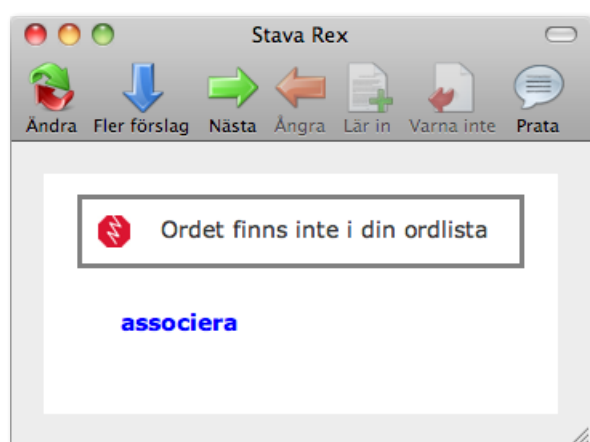 Stava Rex
Ändra Fler förslag Nästa Ångra Lär in Varna inte Prata
Ordet finns inte i din ordlista
associera